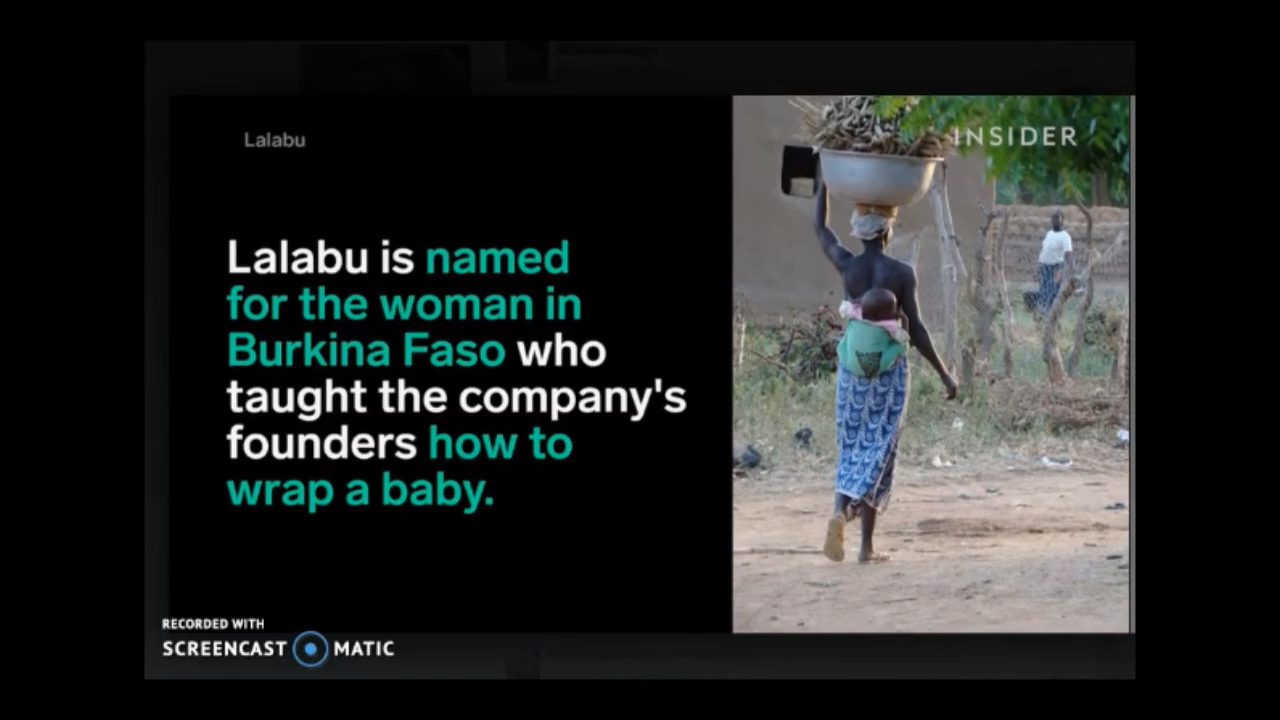 Lalabu
INSIDER
Lalabu is named
for the woman in
Burkina Faso who
taught the company's
founders how to
wrap a baby.
RECORDED WITH
SCREENCAST MATIC